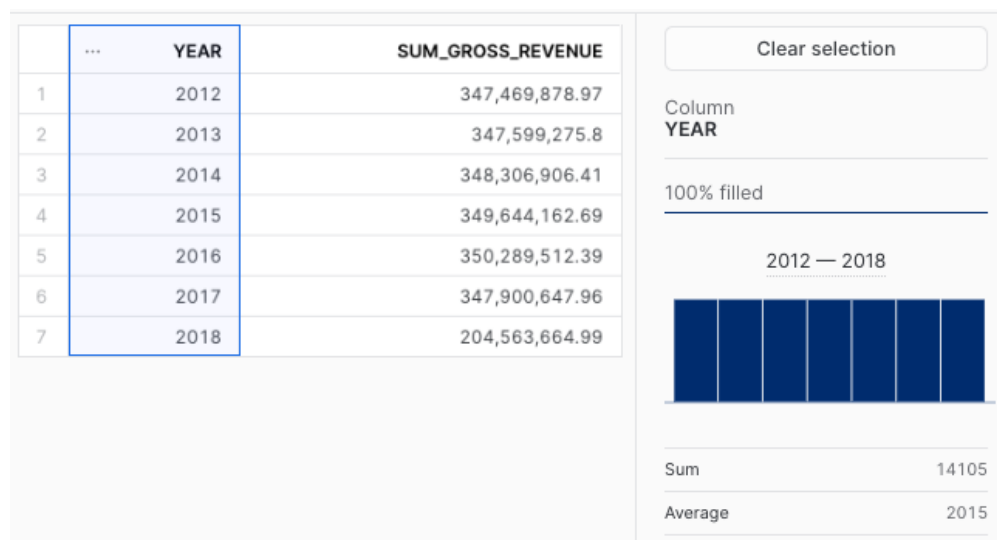 ... YEAR SUM_GROSS_REVENUE
1 2012 347,469,878.97
2 2013 347,599,275.8
3 2014 348,306,906.41
4 2015 349,644,162.69
5 2016 350,289,512.39
6 2017 347,900,647.96
7 2018 204,563,664.99
Clear selection
Column
YEAR
100% filled
2012 — 2018
Sum 14105
Average 2015